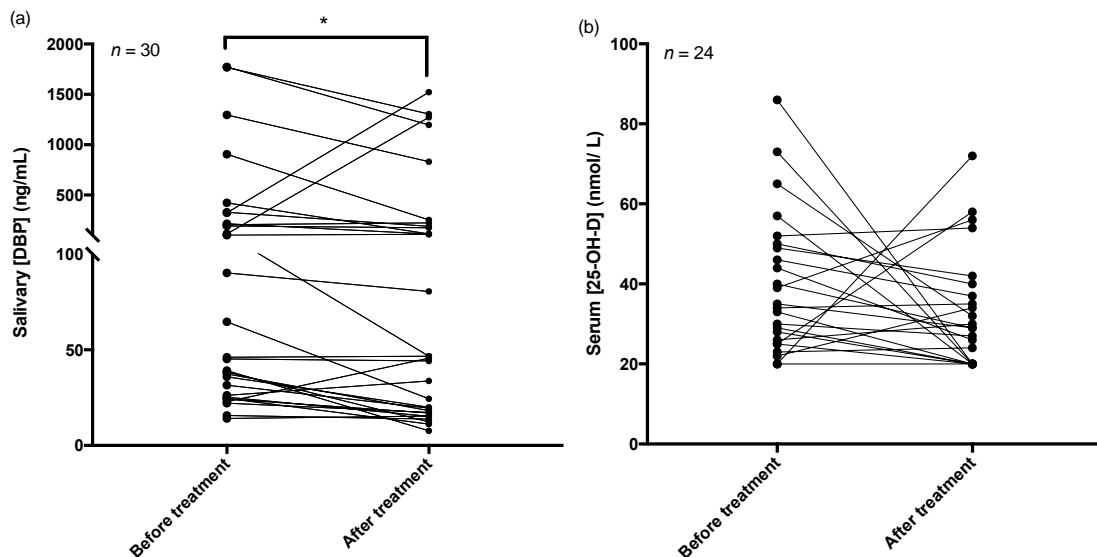 (a)
*
n = 30
2000
1500
1000
500
100
50
0
Salivary [DBP] (ng/mL)
Before treatment
After treatment
(b)
n = 24
100
80
60
40
20
0
Serum [25-OH-D] (nmol/ L)
Before treatment
After treatment